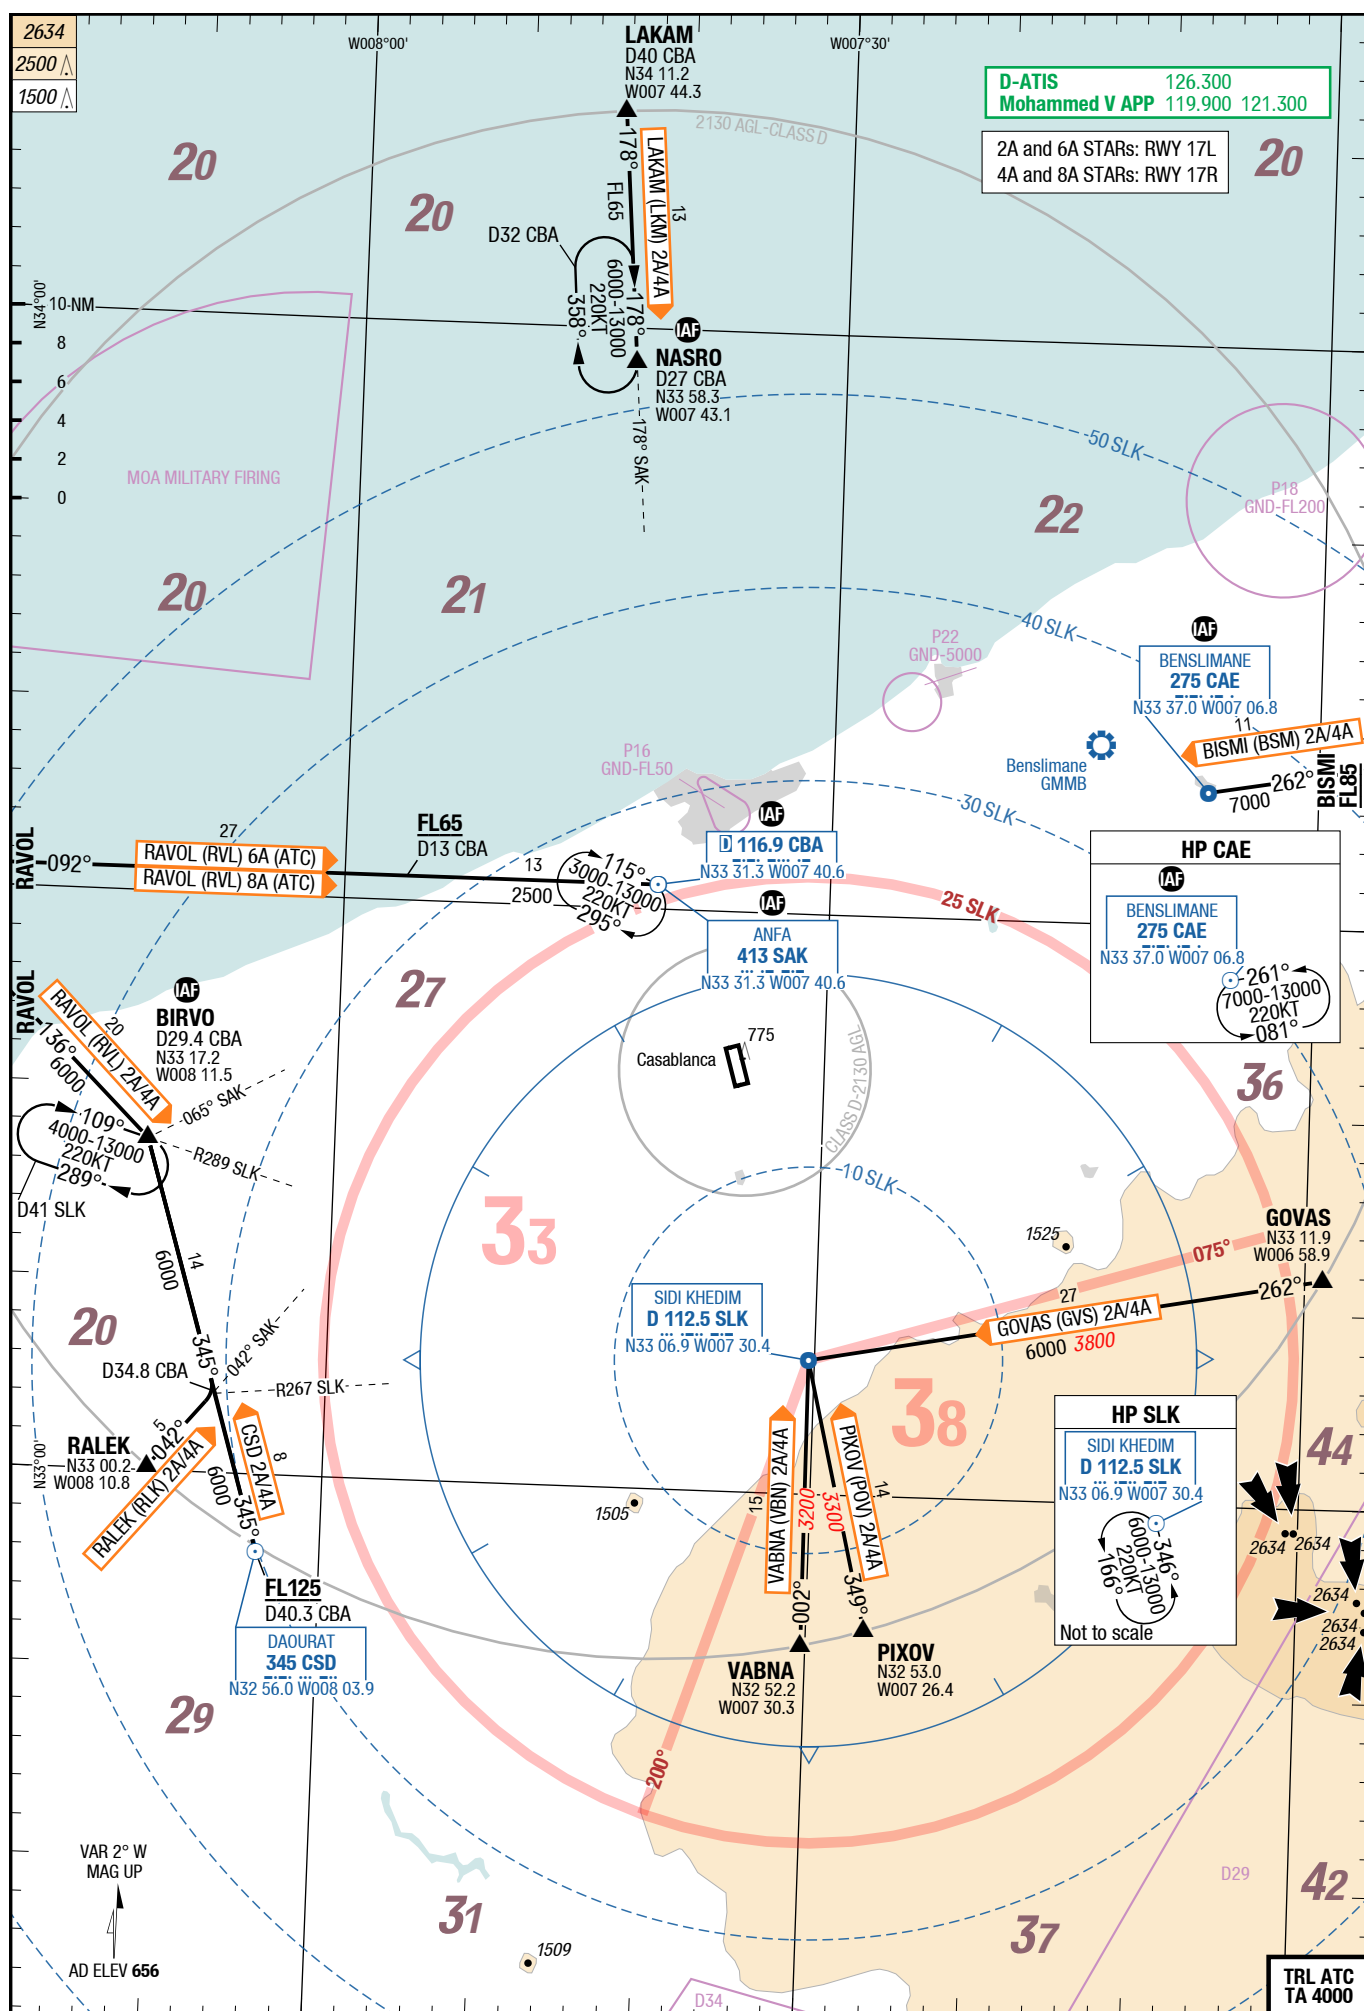 2634
2500
1500
W008°00'
W007°30'
LAKAM
D40 CBA
N34 11.2
W007 44.3
D-ATIS 126.300
Mohammed V APP 119.900 121.300
2A and 6A STARs: RWY 17L
4A and 8A STARs: RWY 17R
2130 AGL-CLASS D
20
20
20
178°
FL65
LAKAM (LKM) 2A/4A
13
D32 CBA
6000-13000
220KT
358°
178°
IAF
NASRO
D27 CBA
N33 58.3
W007 43.1
178° SAK
N34°00'
10 NM
8
6
4
2
0
MOA MILITARY FIRING
50 SLK
P18
GND-FL200
22
20
21
40 SLK
P22
GND-5000
IAF
BENSLIMANE
275 CAE
N33 37.0 W007 06.8
11
BISMI (BSM) 2A/4A
262°
7000
BISMI
FL85
Benslimane
GMMB
P16
GND-FL50
30 SLK
RAVOL
092°
27
RAVOL (RVL) 6A (ATC)
RAVOL (RVL) 8A (ATC)
FL65
D13 CBA
13
2500
115°
3000-13000
220KT
295°
IAF
D 116.9 CBA
N33 31.3 W007 40.6
IAF
ANFA
413 SAK
N33 31.3 W007 40.6
25 SLK
HP CAE
IAF
BENSLIMANE
275 CAE
N33 37.0 W007 06.8
261°
7000-13000
220KT
081°
RAVOL
136°
6000
RAVOL (RVL) 2A/4A
20
IAF
BIRVO
D29.4 CBA
N33 17.2
W008 11.5
27
065° SAK
R289 SLK
109°
4000-13000
220KT
289°
D41 SLK
Casablanca
775
CLASS D-2130 AGL
36
10 SLK
33
14
6000
345°
20
D34.8 CBA
042° SAK
R267 SLK
1525
GOVAS
N33 11.9
W006 58.9
075°
262°
27
GOVAS (GVS) 2A/4A
6000 3800
SIDI KHEDIM
D 112.5 SLK
N33 06.9 W007 30.4
38
N33°00'
RALEK
N33 00.2
W008 10.8
5
042°
RALEK (RLK) 2A/4A
CSD 2A/4A
8
6000
345°
FL125
D40.3 CBA
DAOURAT
345 CSD
N32 56.0 W008 03.9
1505
VABNA (VBN) 2A/4A
15
3200
002°
3300
PIXOV (POV) 2A/4A
14
349°
VABNA
N32 52.2
W007 30.3
PIXOV
N32 53.0
W007 26.4
HP SLK
SIDI KHEDIM
D 112.5 SLK
N33 06.9 W007 30.4
346°
6000-13000
220KT
166°
Not to scale
44
2634
2634
2634
2634
2634
29
200°
VAR 2° W
MAG UP
AD ELEV 656
31
1509
D34
37
D29
42
TRL ATC
TA 4000